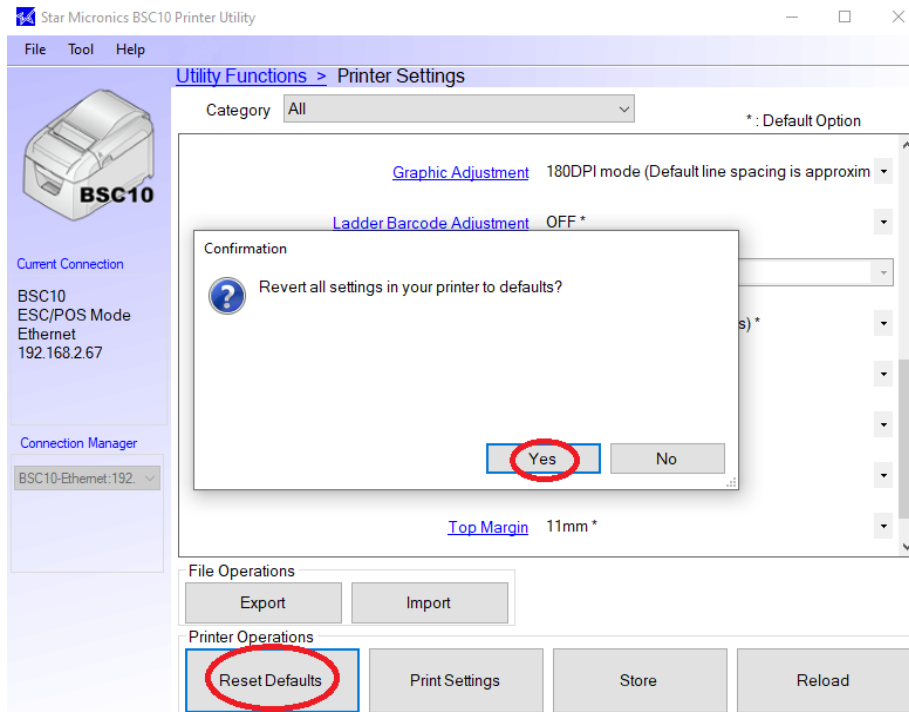 Star Micronics BSC10 Printer Utility
File Tool Help
Utility Functions > Printer Settings
Category All
* : Default Option
BSC10
Graphic Adjustment 180DPI mode (Default line spacing is approxim
Ladder Barcode Adjustment OFF *
Confirmation
Revert all settings in your printer to defaults?
s) *
Yes No
Current Connection
BSC10
ESC/POS Mode
Ethernet
192.168.2.67
Connection Manager
BSC10-Ethernet:192.
Top Margin 11mm *
File Operations
Export Import
Printer Operations
Reset Defaults Print Settings Store Reload